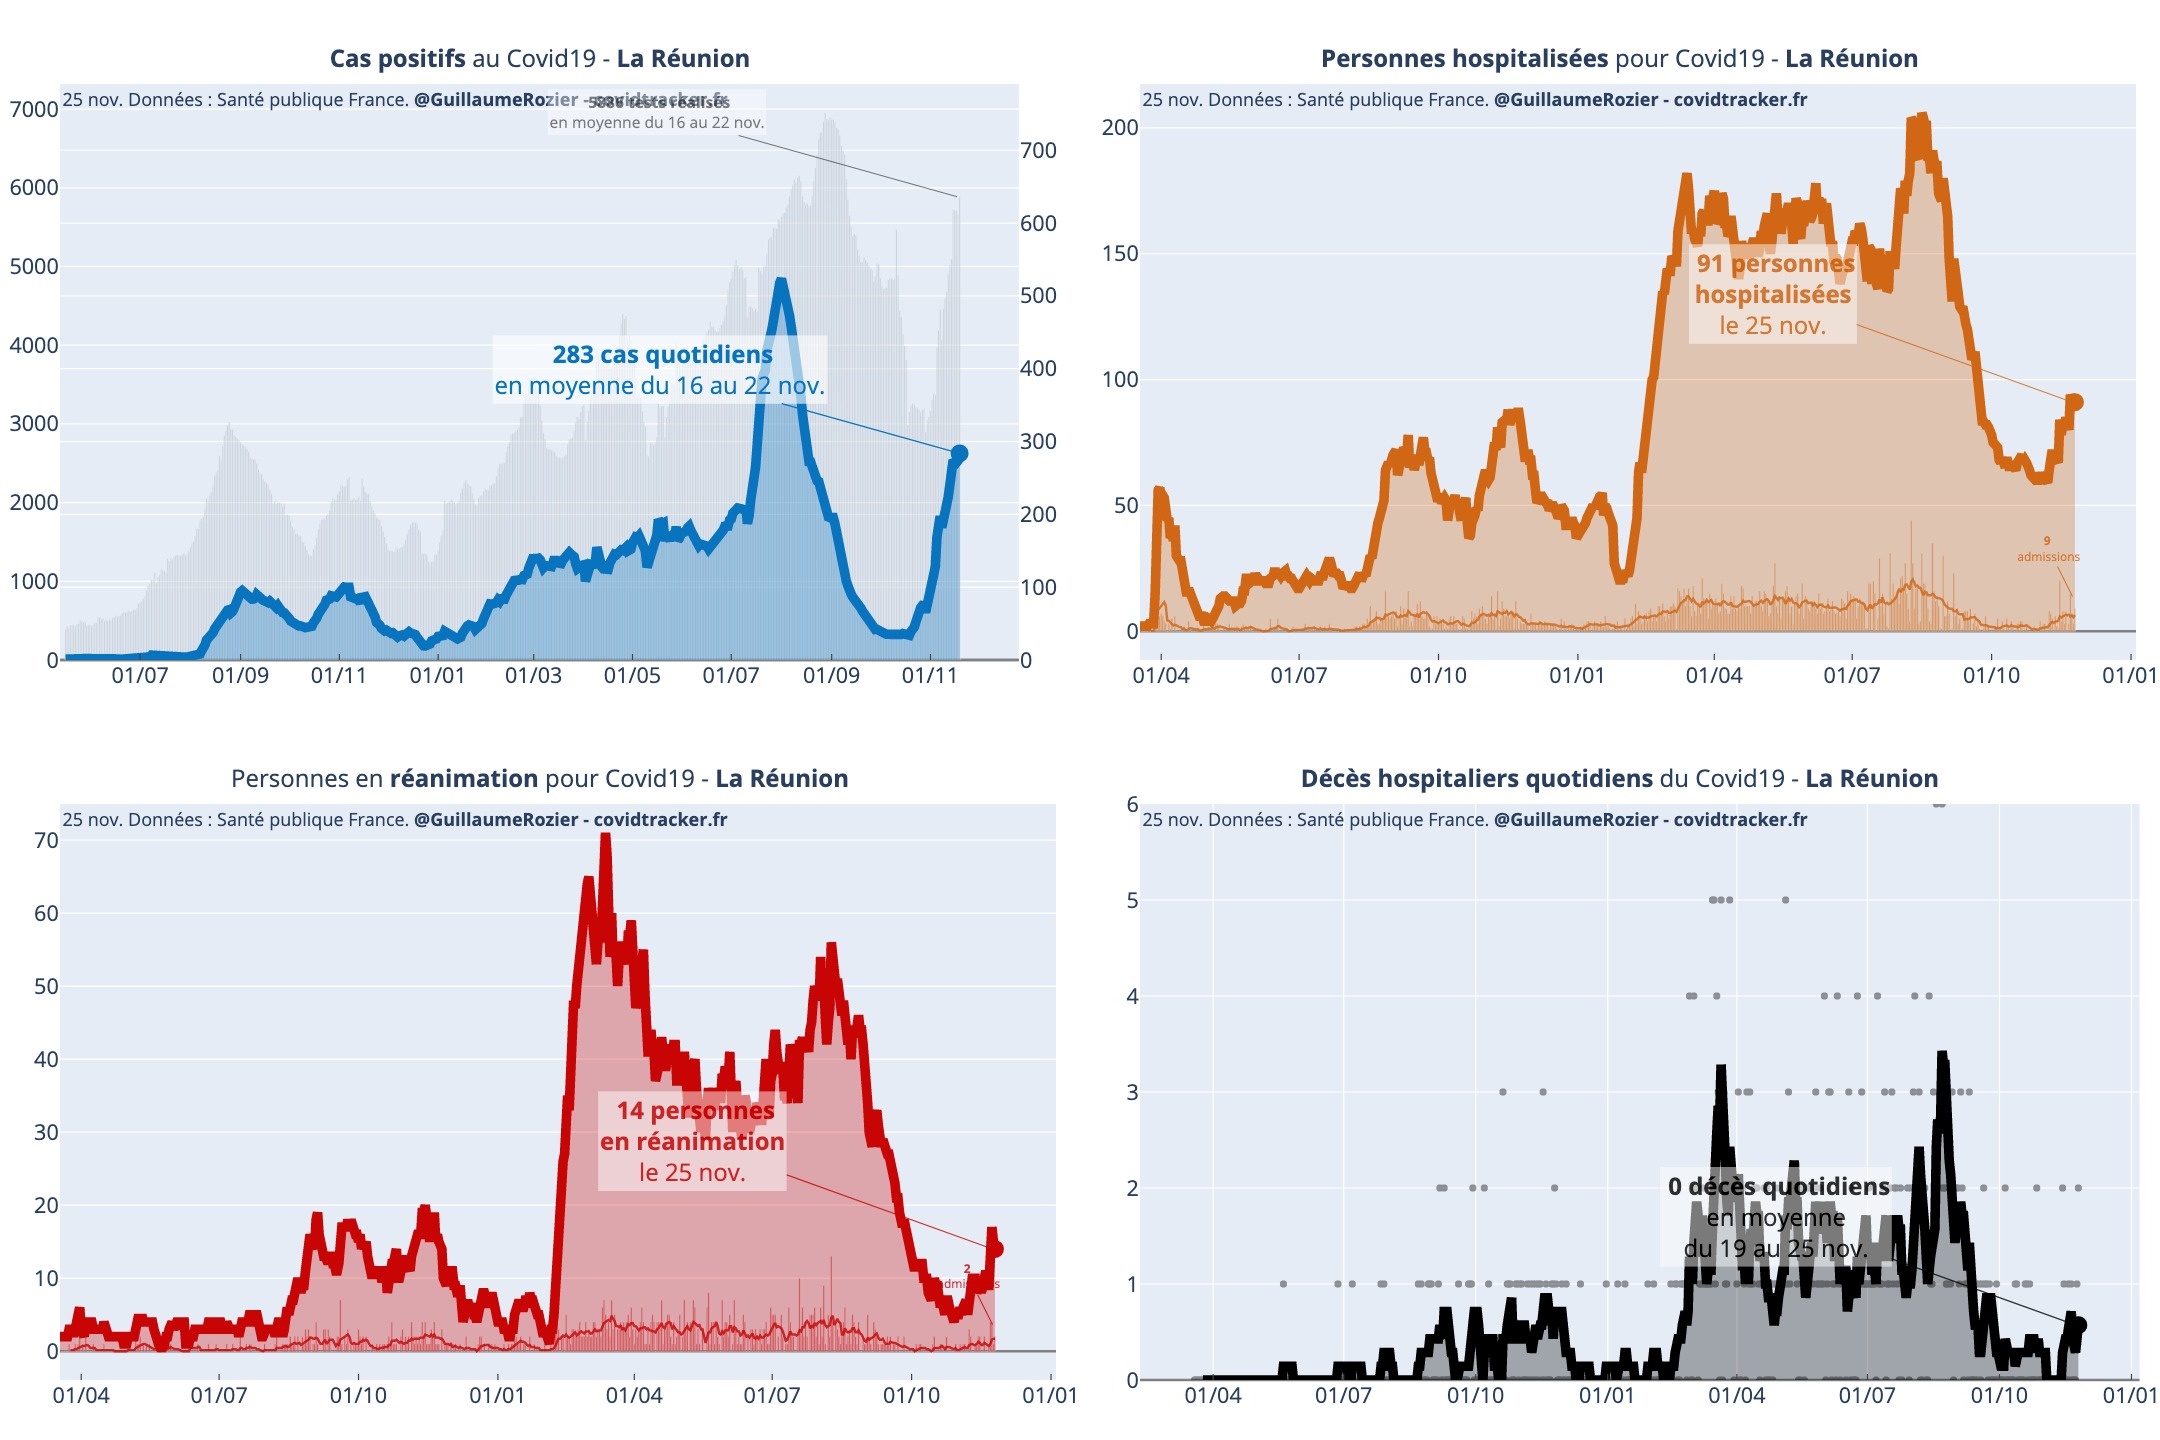 Cas positifs au Covid19 - La Réunion
25 nov. Données : Santé publique France. @GuillaumeRozier - covidtracker.fr
5886 tests réalisés
en moyenne du 16 au 22 nov.
283 cas quotidiens
en moyenne du 16 au 22 nov.
7000
6000
5000
4000
3000
2000
1000
0
700
600
500
400
300
200
100
0
01/07 01/09 01/11 01/01 01/03 01/05 01/07 01/09 01/11
Personnes hospitalisées pour Covid19 - La Réunion
25 nov. Données : Santé publique France. @GuillaumeRozier - covidtracker.fr
200
150
100
50
0
91 personnes
hospitalisées
le 25 nov.
9
admissions
01/04 01/07 01/10 01/01 01/04 01/07 01/10 01/01
Personnes en réanimation pour Covid19 - La Réunion
25 nov. Données : Santé publique France. @GuillaumeRozier - covidtracker.fr
70
60
50
40
30
20
10
0
14 personnes
en réanimation
le 25 nov.
2
admissions
01/04 01/07 01/10 01/01 01/04 01/07 01/10 01/01
Décès hospitaliers quotidiens du Covid19 - La Réunion
25 nov. Données : Santé publique France. @GuillaumeRozier - covidtracker.fr
6
5
4
3
2
1
0
0 décès quotidiens
en moyenne
du 19 au 25 nov.
01/04 01/07 01/10 01/01 01/04 01/07 01/10 01/01